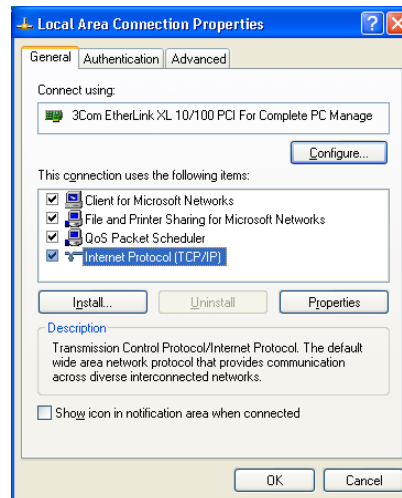 Local Area Connection Properties
General Authentication Advanced
Connect using:
3Com EtherLink XL 10/100 PCI For Complete PC Manage
Configure...
This connection uses the following items:
Client for Microsoft Networks
File and Printer Sharing for Microsoft Networks
QoS Packet Scheduler
Internet Protocol (TCP/IP)
Install... Uninstall Properties
Description
Transmission Control Protocol/Internet Protocol. The default
wide area network protocol that provides communication
across diverse interconnected networks.
Show icon in notification area when connected
OK Cancel